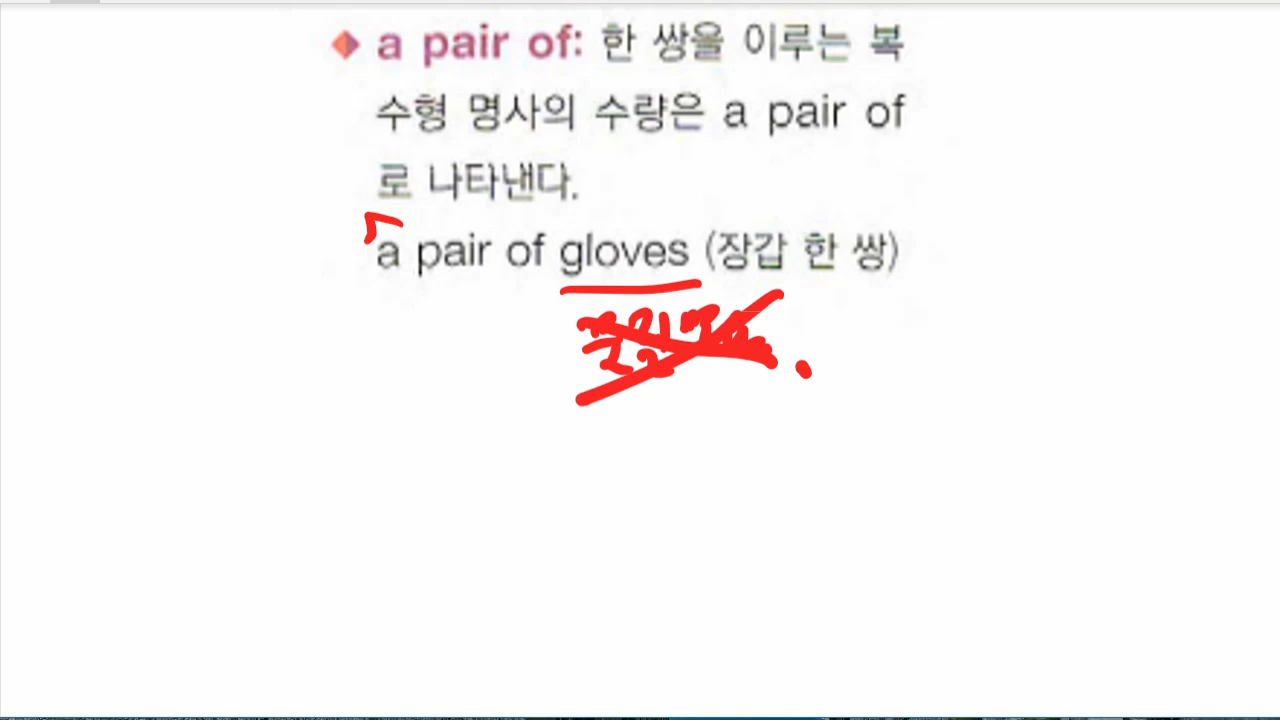 ◆ a pair of: 한 쌍을 이루는 복
수형 명사의 수량은 a pair of
로 나타낸다.
a pair of gloves (장갑 한 쌍)